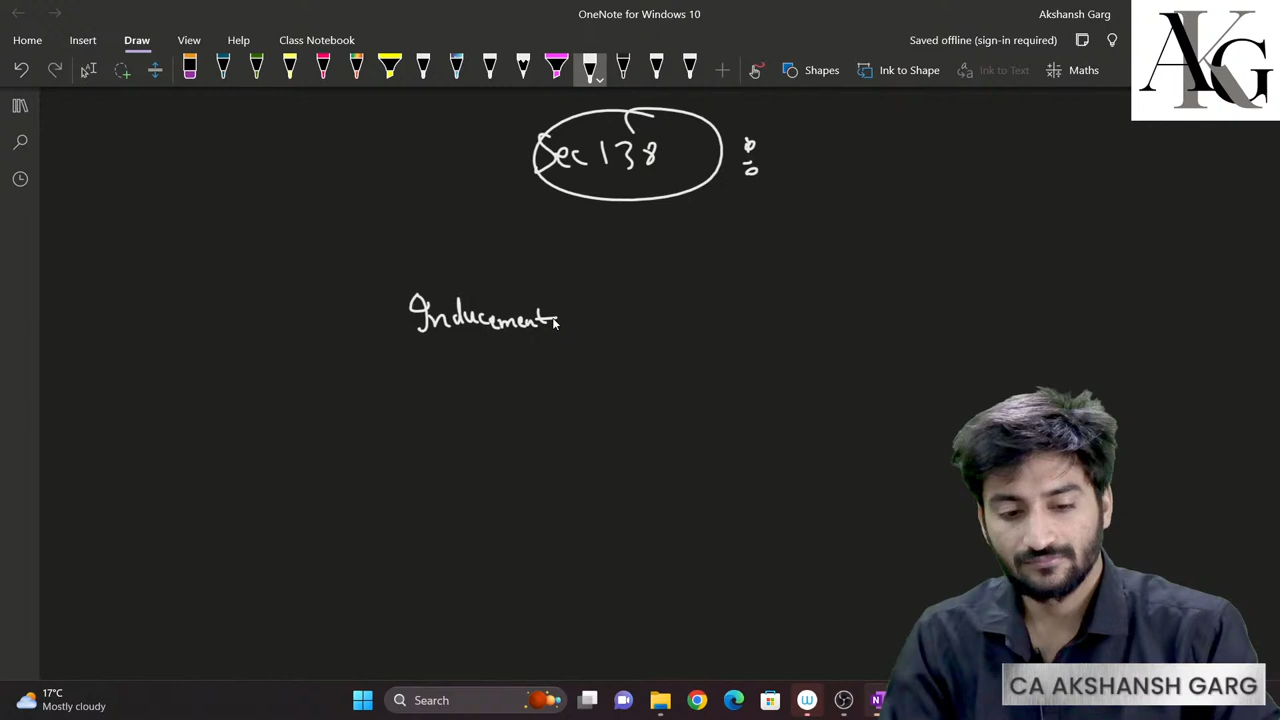 OneNote for Windows 10
Akshansh Garg
Home Insert Draw View Help Class Notebook
Saved offline (sign-in required)
Shapes Ink to Shape Ink to Text Maths
AKG
Sec 138
Inducement
CA AKSHANSH GARG
17°C
Mostly cloudy
Search